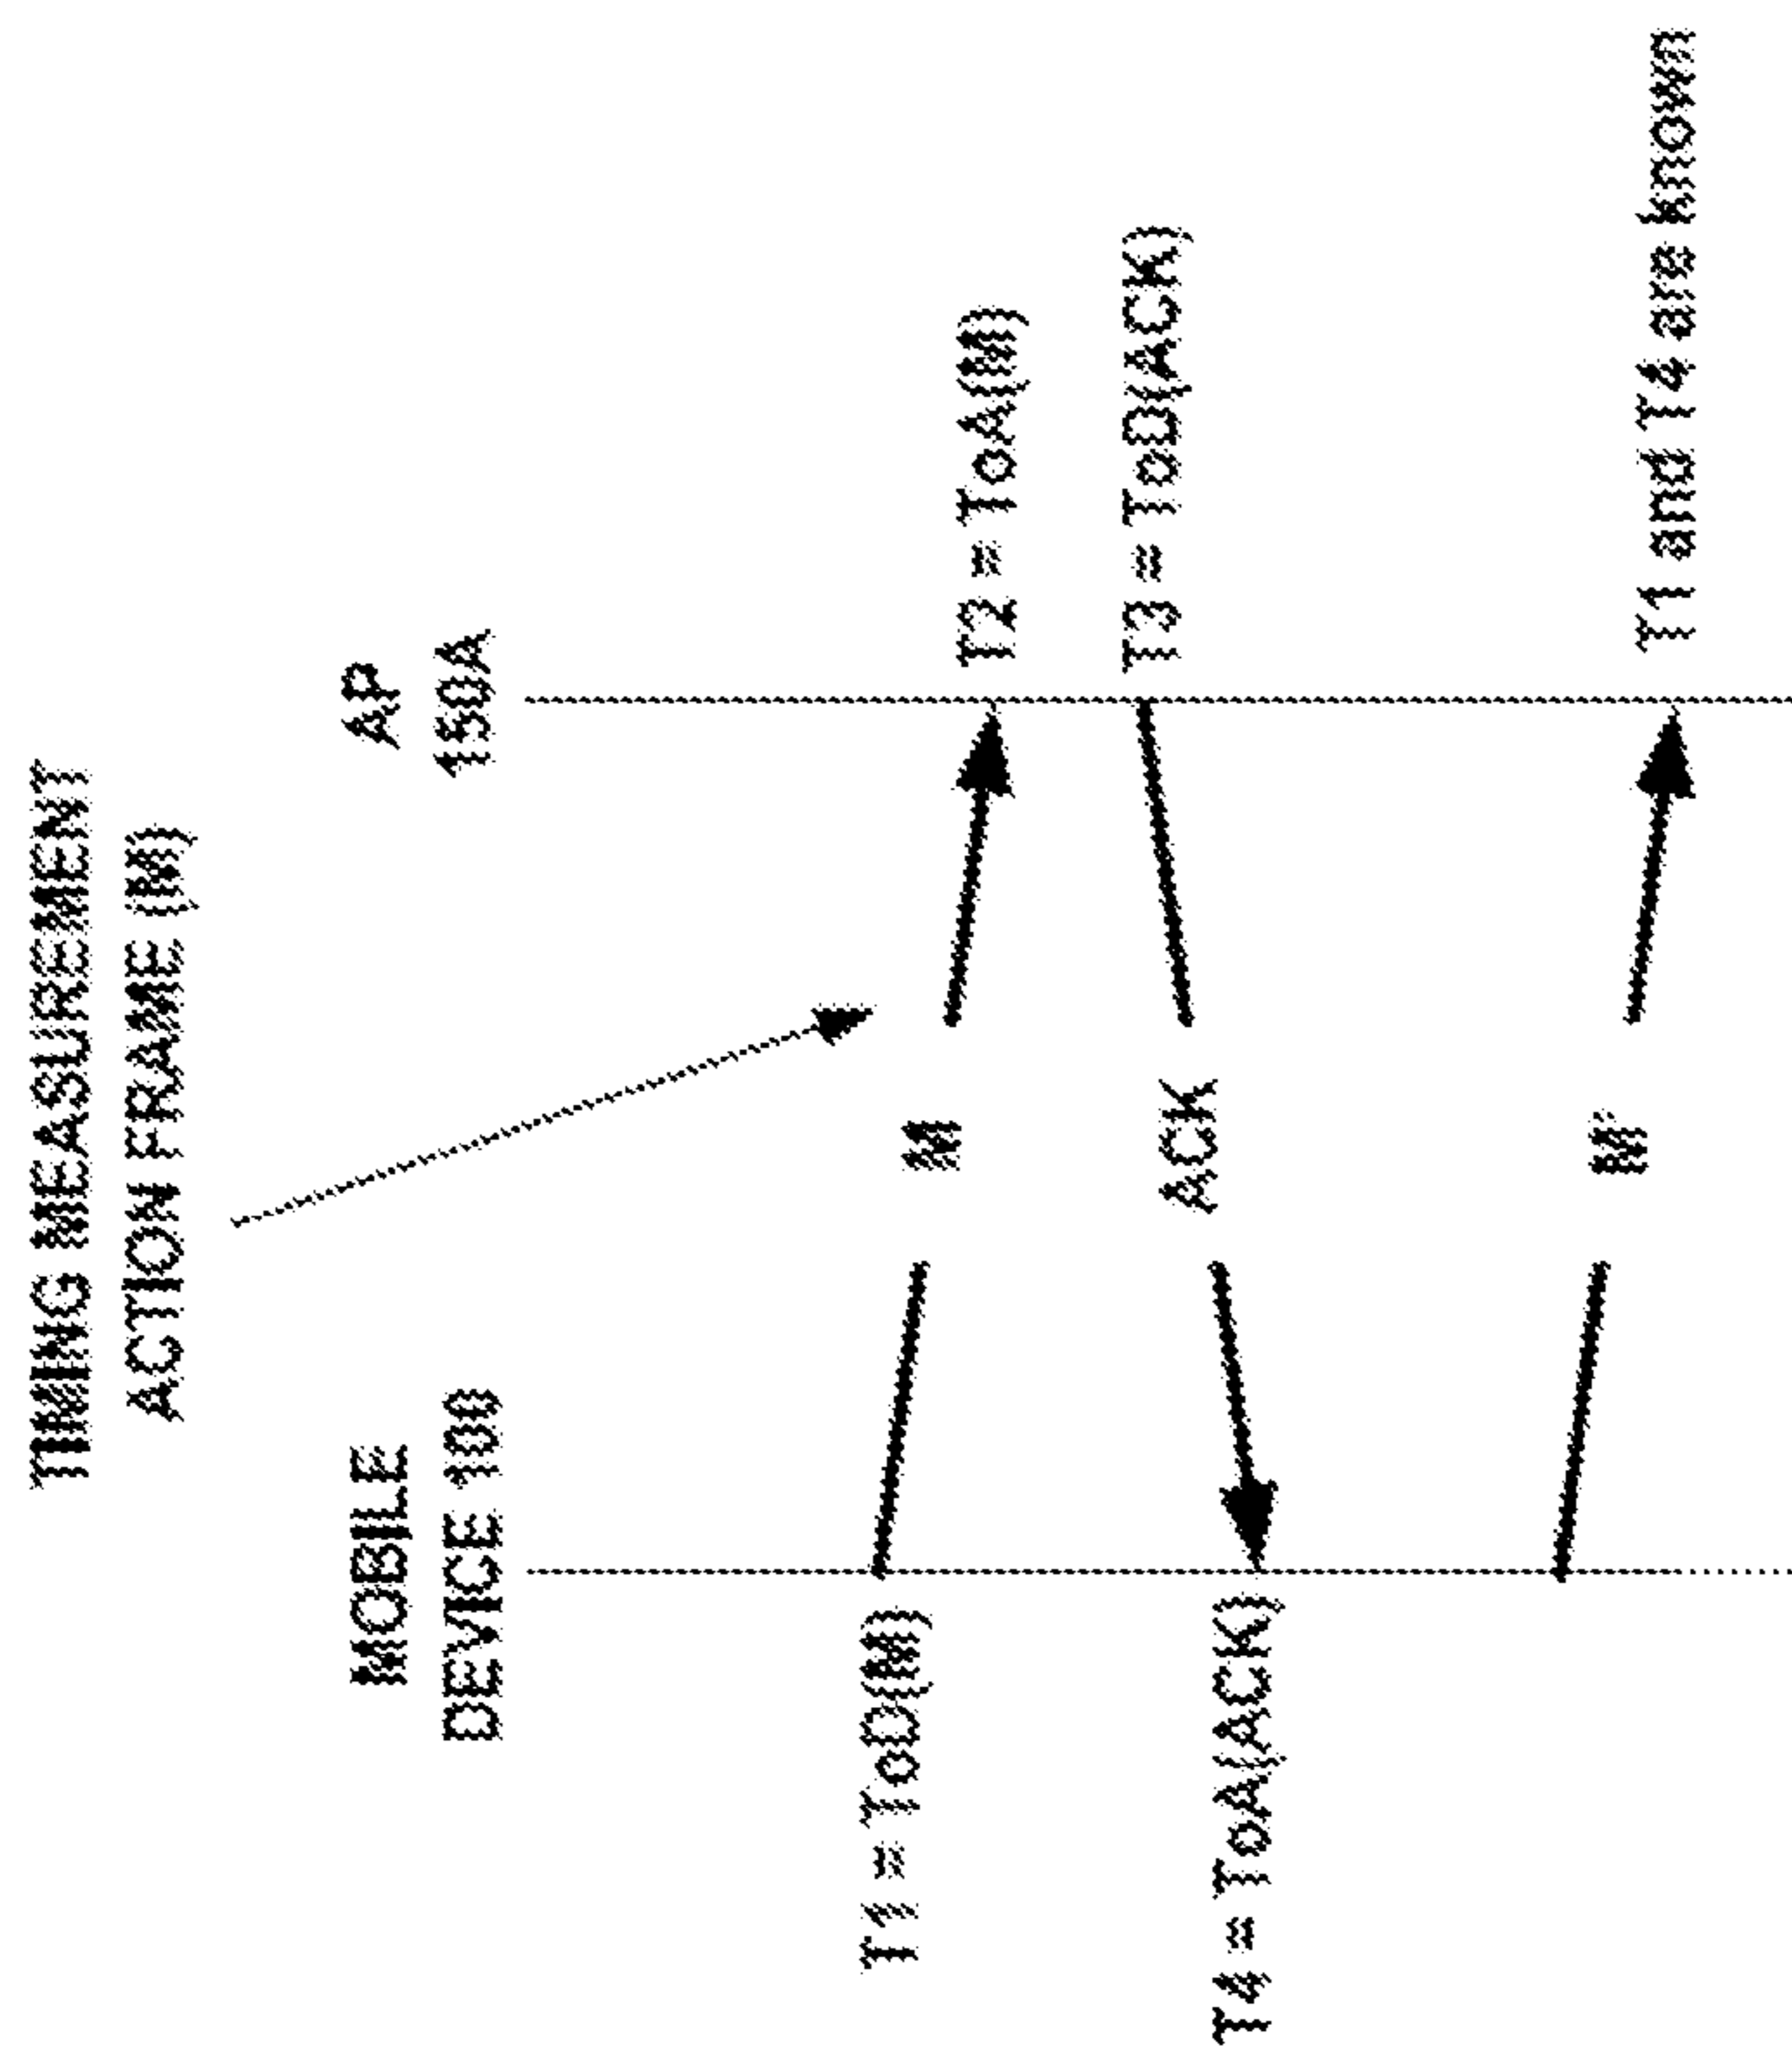 TIMING MEASUREMENT
ACTION FRAME (M)
MOBILE
DEVICE 100
AP
150A
T1 = ToD(M)
M
T2 = ToA(M)
T3 = ToD(ACK)
ACK
T4 = ToA(ACK)
M
T1 and T4 are known